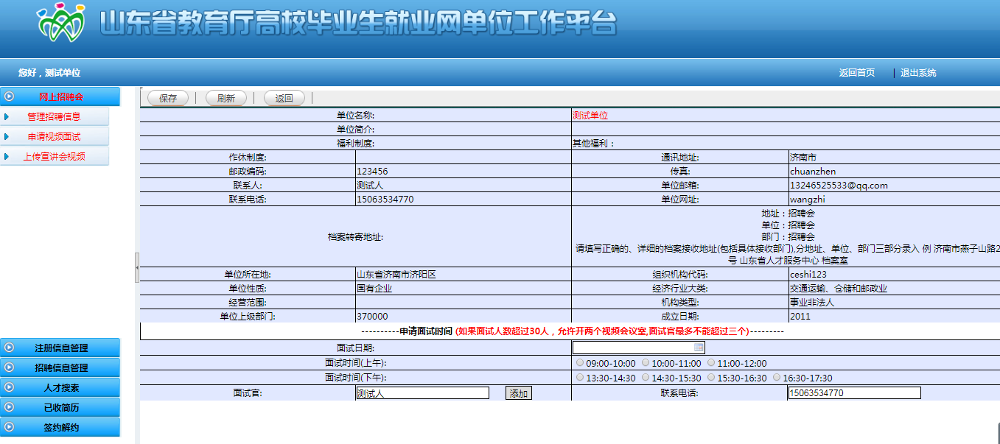 山东省教育厅高校毕业生就业网单位工作平台
您好，测试单位
返回首页 | 退出系统
网上招聘会
管理招聘信息
申请视频面试
上传宣讲会视频
注册信息管理
招聘信息管理
人才搜索
已收简历
签约解约
保存 | 刷新 | 返回 |
单位名称: 测试单位
单位简介:
福利制度: 其他福利：
作休制度: 通讯地址: 济南市
邮政编码: 123456 传真: chuanzhen
联系人: 测试人 单位邮箱: 13246525533@qq.com
联系电话: 15063534770 单位网址: wangzhi
档案转寄地址:
地址：招聘会
单位：招聘会
部门：招聘会
请填写正确的、详细的档案接收地址(包括具体接收部门),分地址、单位、部门三部分录入 例 济南市燕子山路2
号 山东省人才服务中心 档案室
单位所在地: 山东省济南市济阳区 组织机构代码: ceshi123
单位性质: 国有企业 经济行业大类: 交通运输、仓储和邮政业
经营范围: 机构类型: 事业非法人
单位上级部门: 370000 成立日期: 2011
----------申请面试时间 (如果面试人数超过30人，允许开两个视频会议室,面试官最多不能超过三个)---------
面试日期:
面试时间(上午): 09:00-10:00 10:00-11:00 11:00-12:00
面试时间(下午): 13:30-14:30 14:30-15:30 15:30-16:30 16:30-17:30
面试官: 测试人 添加 联系电话: 15063534770